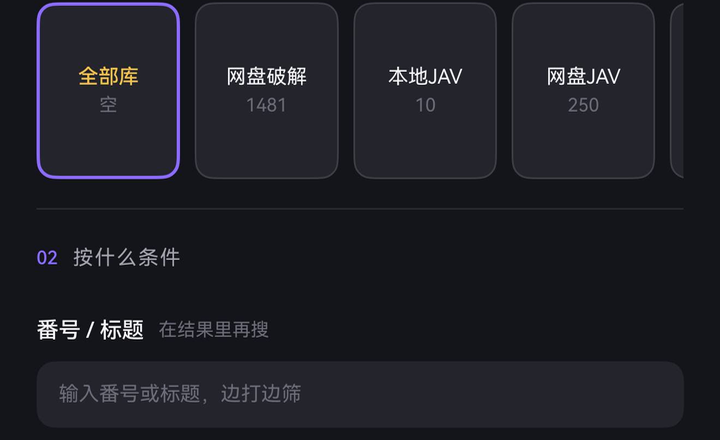 全部库
空
网盘破解
1481
本地JAV
10
网盘JAV
250
02 按什么条件
番号 / 标题 在结果里再搜
输入番号或标题，边打边筛